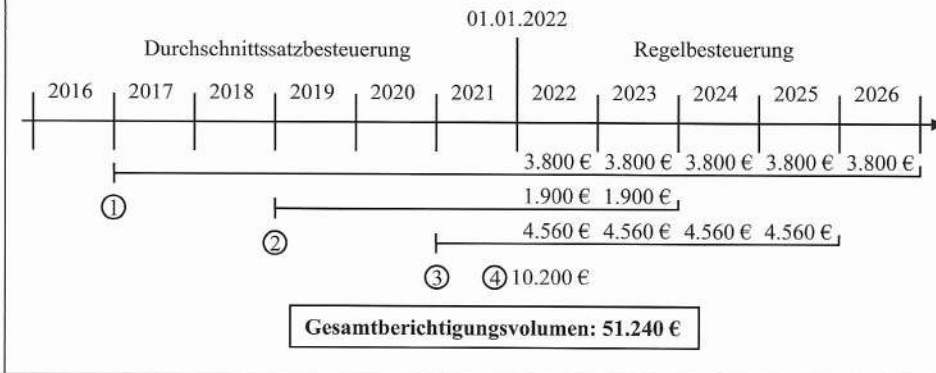 01.01.2022
Durchschnittssatzbesteuerung Regelbesteuerung
2016 2017 2018 2019 2020 2021 2022 2023 2024 2025 2026
3.800 € 3.800 € 3.800 € 3.800 € 3.800 €
①
1.900 € 1.900 €
②
4.560 € 4.560 € 4.560 € 4.560 €
③ ④ 10.200 €
Gesamtberichtigungsvolumen: 51.240 €